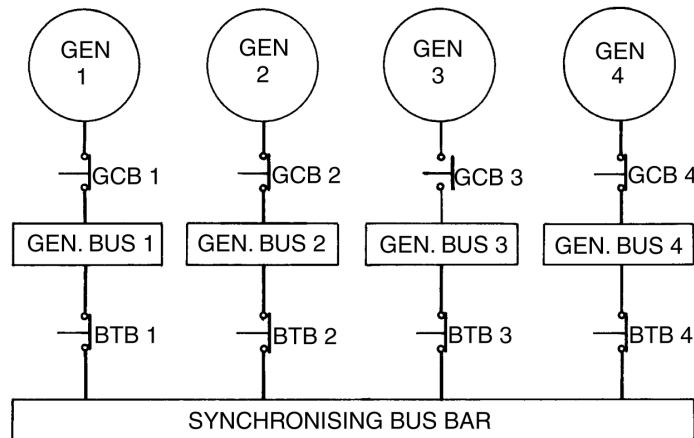 GEN 1
GEN 2
GEN 3
GEN 4
GCB 1
GCB 2
GCB 3
GCB 4
GEN. BUS 1
GEN. BUS 2
GEN. BUS 3
GEN. BUS 4
BTB 1
BTB 2
BTB 3
BTB 4
SYNCHRONISING BUS BAR